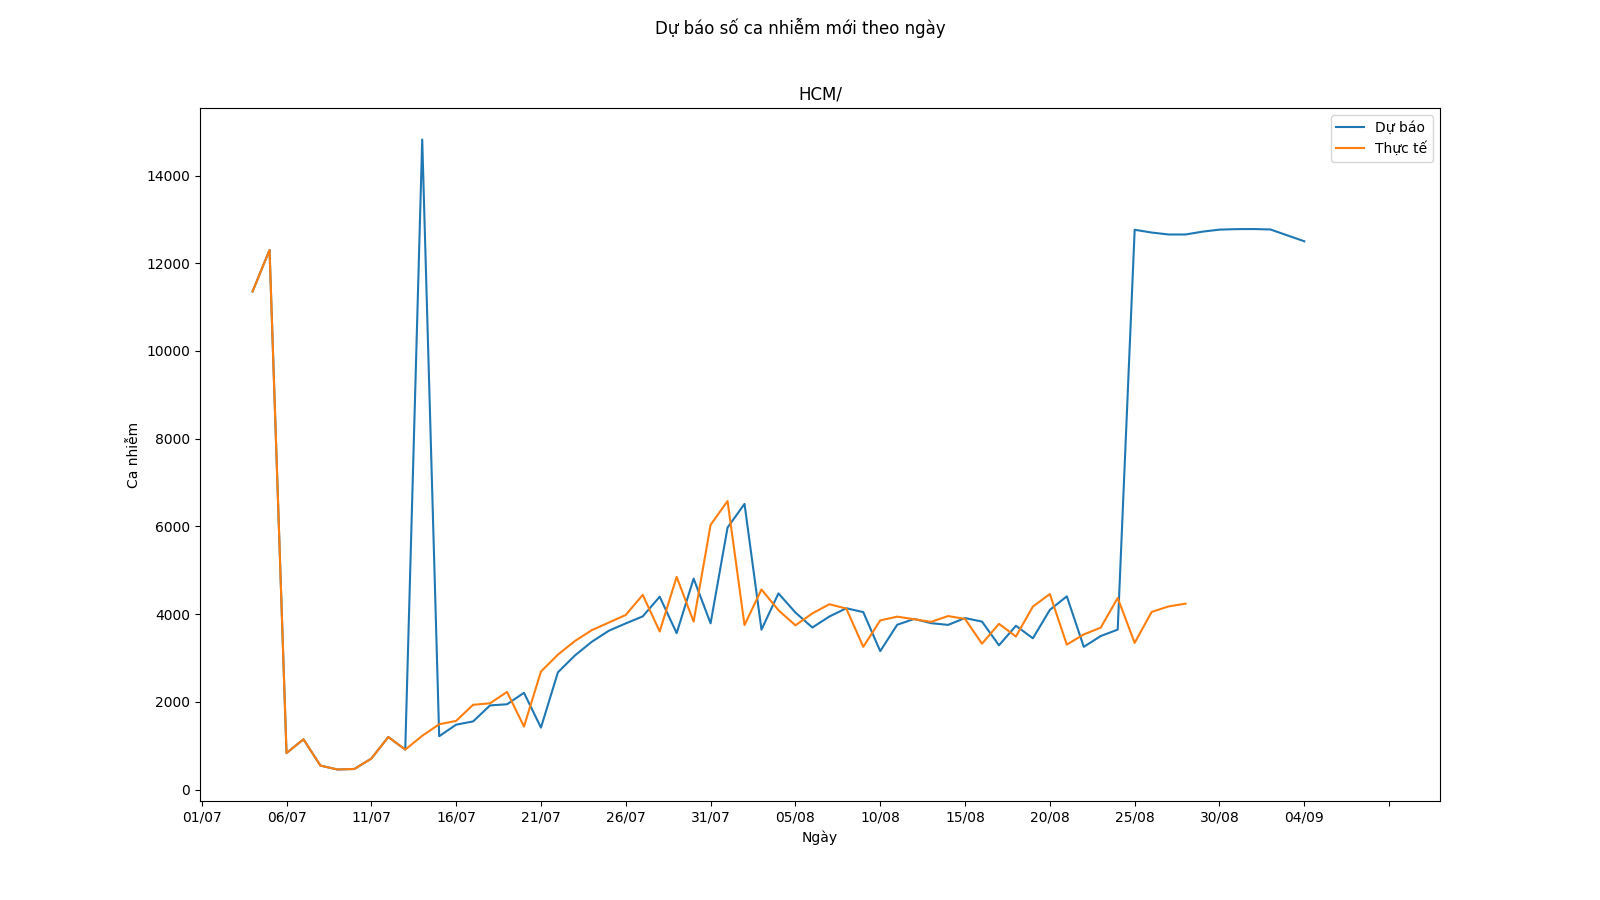 Dự báo số ca nhiễm mới theo ngày
HCM/
Dự báo
Thực tế
14000
12000
10000
8000
6000
4000
2000
0
Ca nhiễm
01/07 06/07 11/07 16/07 21/07 26/07 31/07 05/08 10/08 15/08 20/08 25/08 30/08 04/09
Ngày